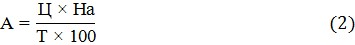 А = Ц × На / Т × 100 (2)